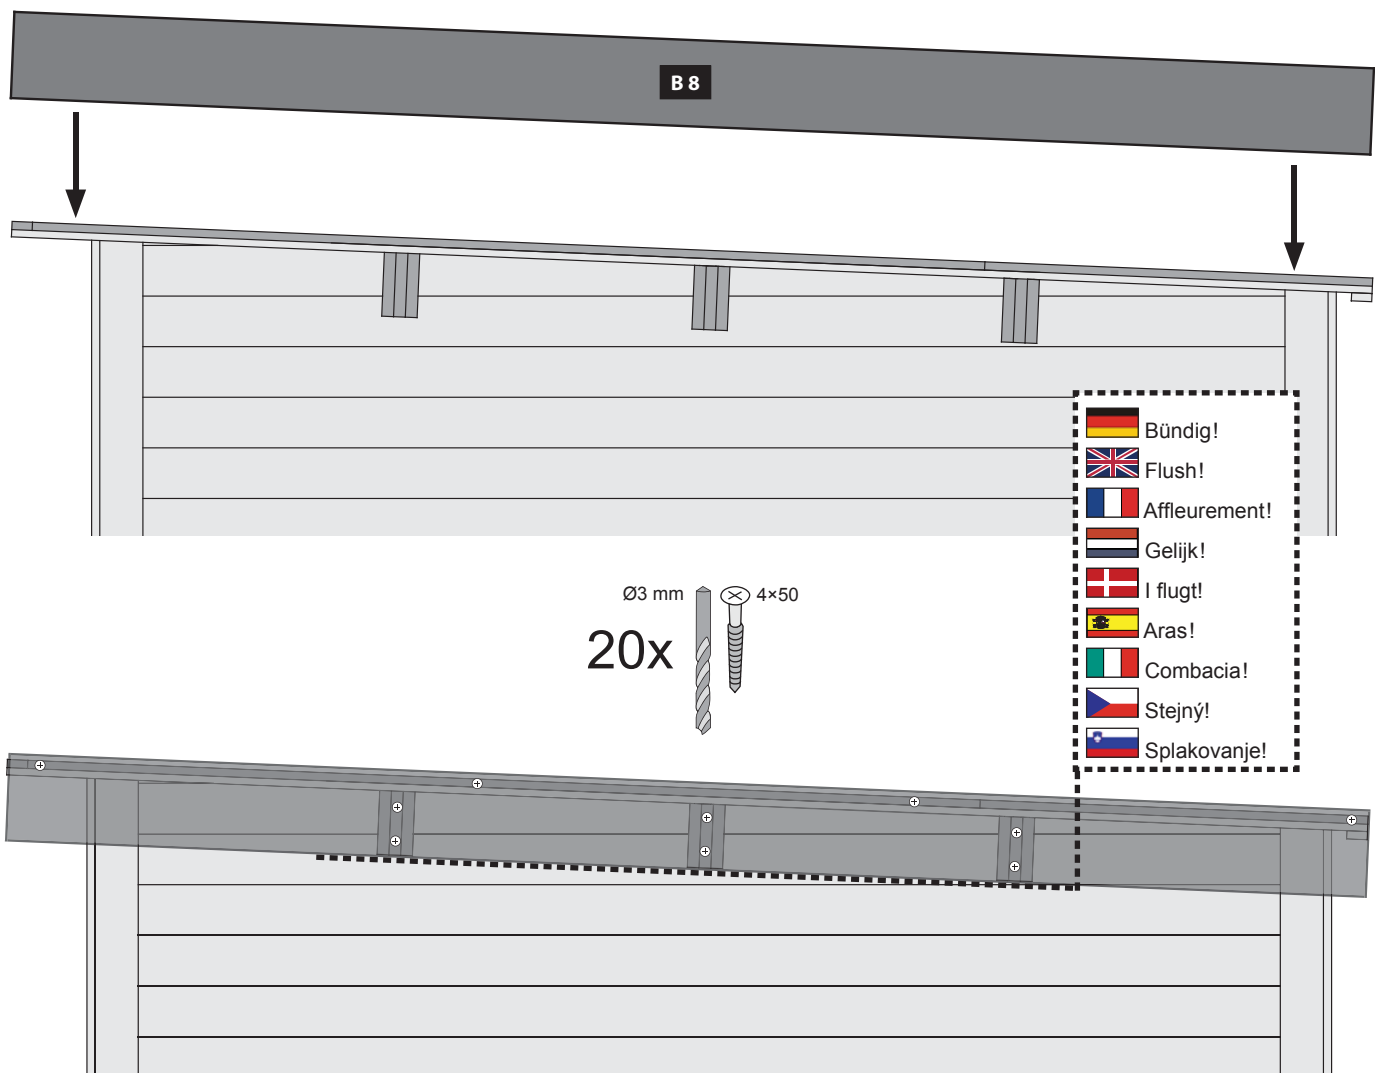 B 8
Bündig!
Flush!
Affleurement!
Gelijk!
I flugt!
Aras!
Combacia!
Stejný!
Splakovanje!
Ø3 mm 4×50
20x